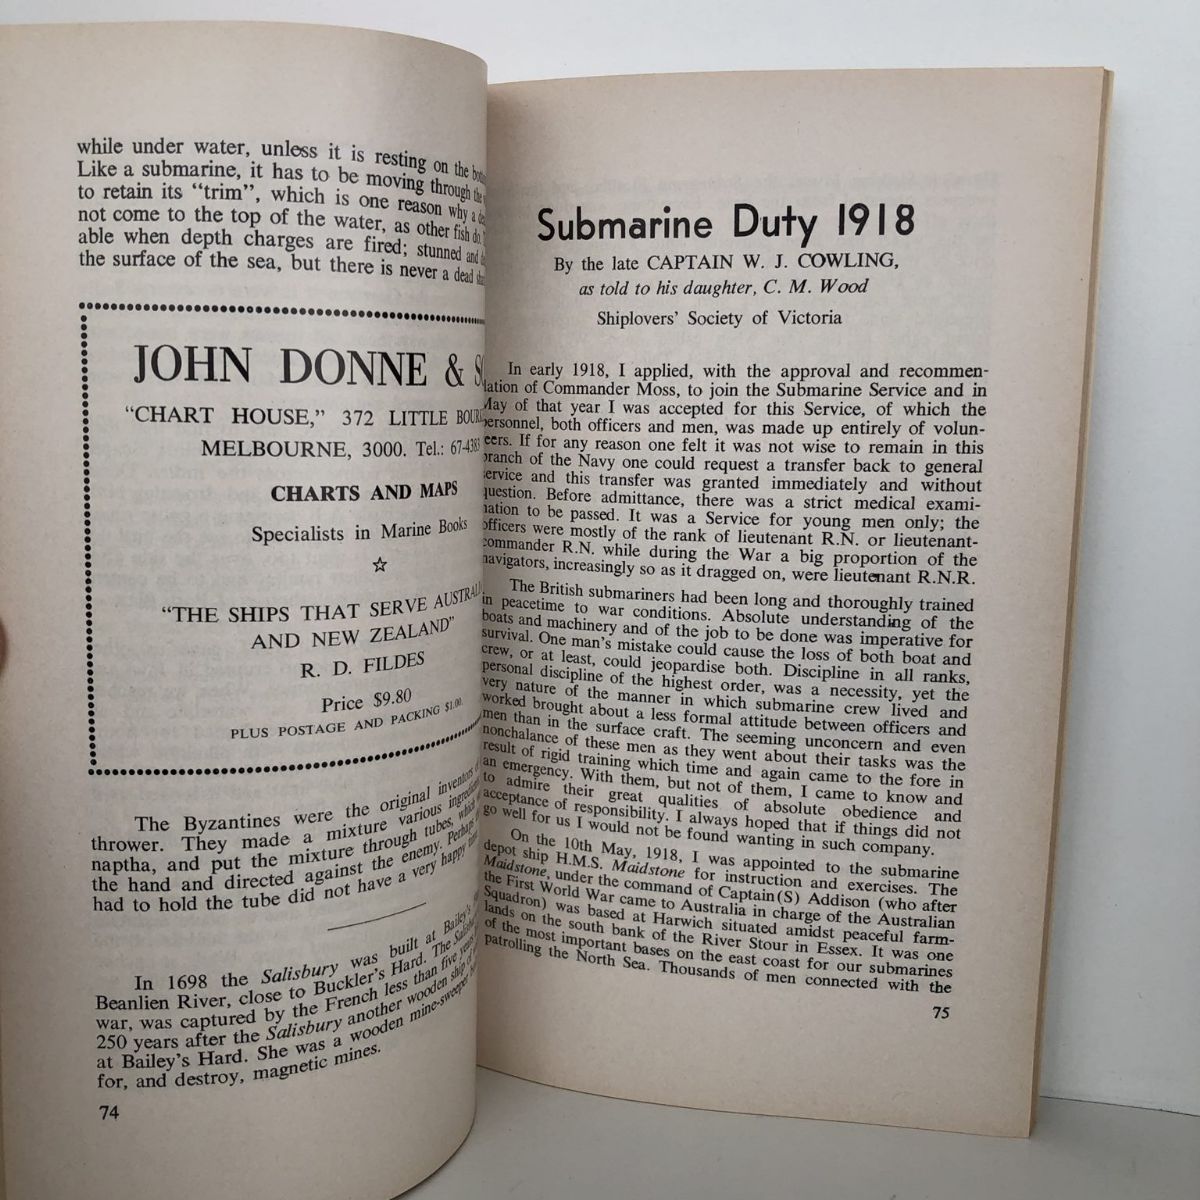 while under water, unless it is resting on the
Like a submarine, it has to be moving through the
to retain its "trim", which is one reason why a
not come to the top of the water, as other fish do.
able when depth charges are fired; stunned and
the surface of the sea, but there is never a dead
JOHN DONNE &
"CHART HOUSE," 372 LITTLE
MELBOURNE, 3000. Tel.: 67-4383
CHARTS AND MAPS
Specialists in Marine Books
☆
"THE SHIPS THAT SERVE
AND NEW ZEALAND"
R. D. FILDES
Price $9.80
PLUS POSTAGE AND PACKING $1.00.
The Byzantines were the original inventors
thrower. They made a mixture various
naptha, and put the mixture through tubes, which
the hand and directed against the enemy. Perhaps
had to hold the tube did not have a very happy
In 1698 the Salisbury was built at Bailey's
Beanlien River, close to Buckler's Hard. The
war, was captured by the French less than five years
250 years after the Salisbury another wooden ship of
at Bailey's Hard. She was a wooden mine-sweeper,
for, and destroy, magnetic mines.
74
Submarine Duty 1918
By the late CAPTAIN W. J. COWLING,
as told to his daughter, C. M. Wood
Shiplovers' Society of Victoria
In early 1918, I applied, with the approval and recommen-
dation of Commander Moss, to join the Submarine Service and in
May of that year I was accepted for this Service, of which the
personnel, both officers and men, was made up entirely of volun-
teers. If for any reason one felt it was not wise to remain in this
branch of the Navy one could request a transfer back to general
service and this transfer was granted immediately and without
question. Before admittance, there was a strict medical exami-
nation to be passed. It was a Service for young men only; the
officers were mostly of the rank of lieutenant R.N. or lieutenant-
commander R.N. while during the War a big proportion of the
navigators, increasingly so as it dragged on, were lieutenant R.N.R.
The British submariners had been long and thoroughly trained
in peacetime to war conditions. Absolute understanding of the
boats and machinery and of the job to be done was imperative for
survival. One man's mistake could cause the loss of both boat and
crew, or at least, could jeopardise both. Discipline in all ranks,
personal discipline of the highest order, was a necessity, yet the
very nature of the manner in which submarine crew lived and
worked brought about a less formal attitude between officers and
men than in the surface craft. The seeming unconcern and even
nonchalance of these men as they went about their tasks was the
result of rigid training which time and again came to the fore in
an emergency. With them, but not of them, I came to know and
to admire their great qualities of absolute obedience and
acceptance of responsibility. I always hoped that if things did not
go well for us I would not be found wanting in such company.
On the 10th May, 1918, I was appointed to the submarine
depot ship H.M.S. Maidstone for instruction and exercises. The
Maidstone, under the command of Captain(S) Addison (who after
the First World War came to Australia in charge of the Australian
Squadron) was based at Harwich situated amidst peaceful farm-
lands on the south bank of the River Stour in Essex. It was one
of the most important bases on the east coast for our submarines
patrolling the North Sea. Thousands of men connected with the
75